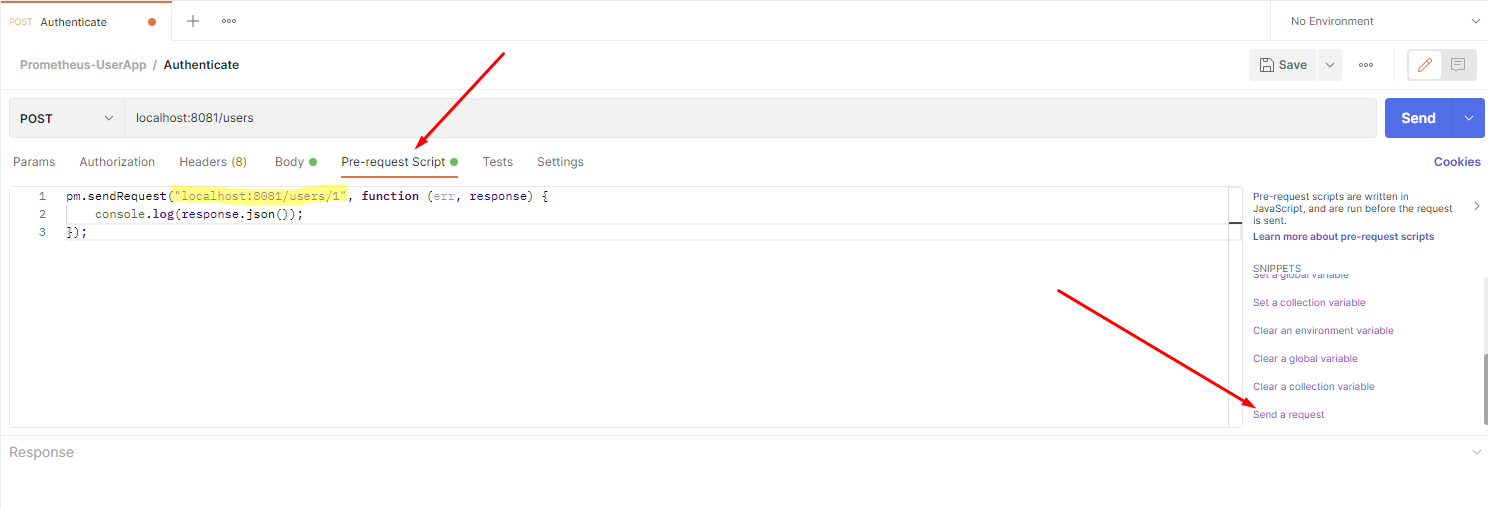 POST Authenticate
No Environment
Prometheus-UserApp / Authenticate
Save
POST localhost:8081/users
Send
Params Authorization Headers (8) Body Pre-request Script Tests Settings Cookies
1 pm.sendRequest("localhost:8081/users/1", function (err, response) {
2 console.log(response.json());
3 });
Pre-request scripts are written in
JavaScript, and are run before the request
is sent.
Learn more about pre-request scripts
SNIPPETS
Set a global variable
Set a collection variable
Clear an environment variable
Clear a global variable
Clear a collection variable
Send a request
Response